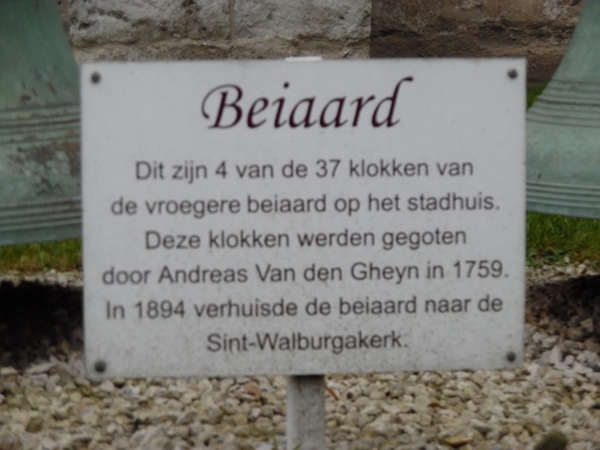 Beiaard
Dit zijn 4 van de 37 klokken van
de vroegere beiaard op het stadhuis.
Deze klokken werden gegoten
door Andreas Van den Gheyn in 1759.
In 1894 verhuisde de beiaard naar de
Sint-Walburgakerk.